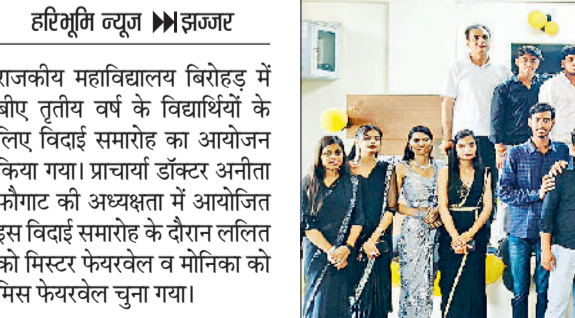 हरिभूमि न्यूज ▶▶ झज्जर
राजकीय महाविद्यालय बिरोहड़ में
बीए तृतीय वर्ष के विद्यार्थियों के
लिए विदाई समारोह का आयोजन
किया गया। प्राचार्या डॉक्टर अनीता
फौगाट की अध्यक्षता में आयोजित
इस विदाई समारोह के दौरान ललित
को मिस्टर फेयरवेल व मोनिका को
मिस फेयरवेल चुना गया।